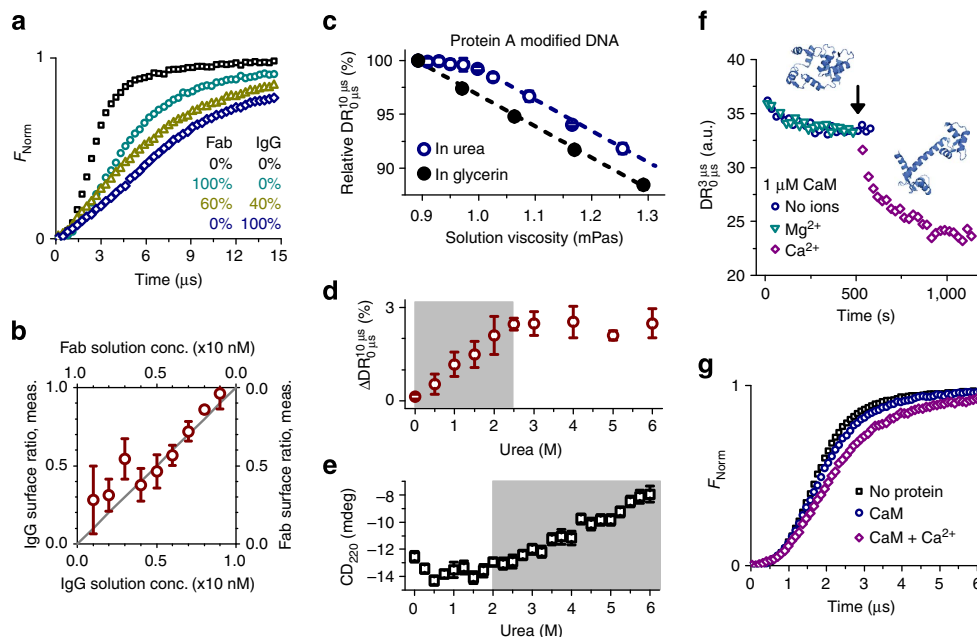 a
1
0
F_Norm
0 3 6 9 12 15
Time (μs)
Fab IgG
0% 0%
100% 0%
60% 40%
0% 100%
b
Fab solution conc. (x10 nM)
1.0 0.5 0.0
1.0 0.5 0.0
IgG surface ratio, meas.
0.0 0.5 1.0
Fab surface ratio, meas.
0.0 0.5 1.0
IgG solution conc. (x10 nM)
c
Protein A modified DNA
Relative DR_0 μs^10 μs (%)
100 95 90
In urea
In glycerin
0.9 1.0 1.1 1.2 1.3
Solution viscosity (mPas)
d
ΔDR_0 μs^10 μs (%)
3
0
0 1 2 3 4 5 6
Urea (M)
e
CD_220 (mdeg)
−8
−10
−12
−14
0 1 2 3 4 5 6
Urea (M)
f
DR_0 μs^3 μs (a.u.)
40
35
30
25
20
1 μM CaM
No ions
Mg²⁺
Ca²⁺
0 500 1,000
Time (s)
g
1
0
F_Norm
No protein
CaM
CaM + Ca²⁺
0 1 2 3 4 5 6
Time (μs)